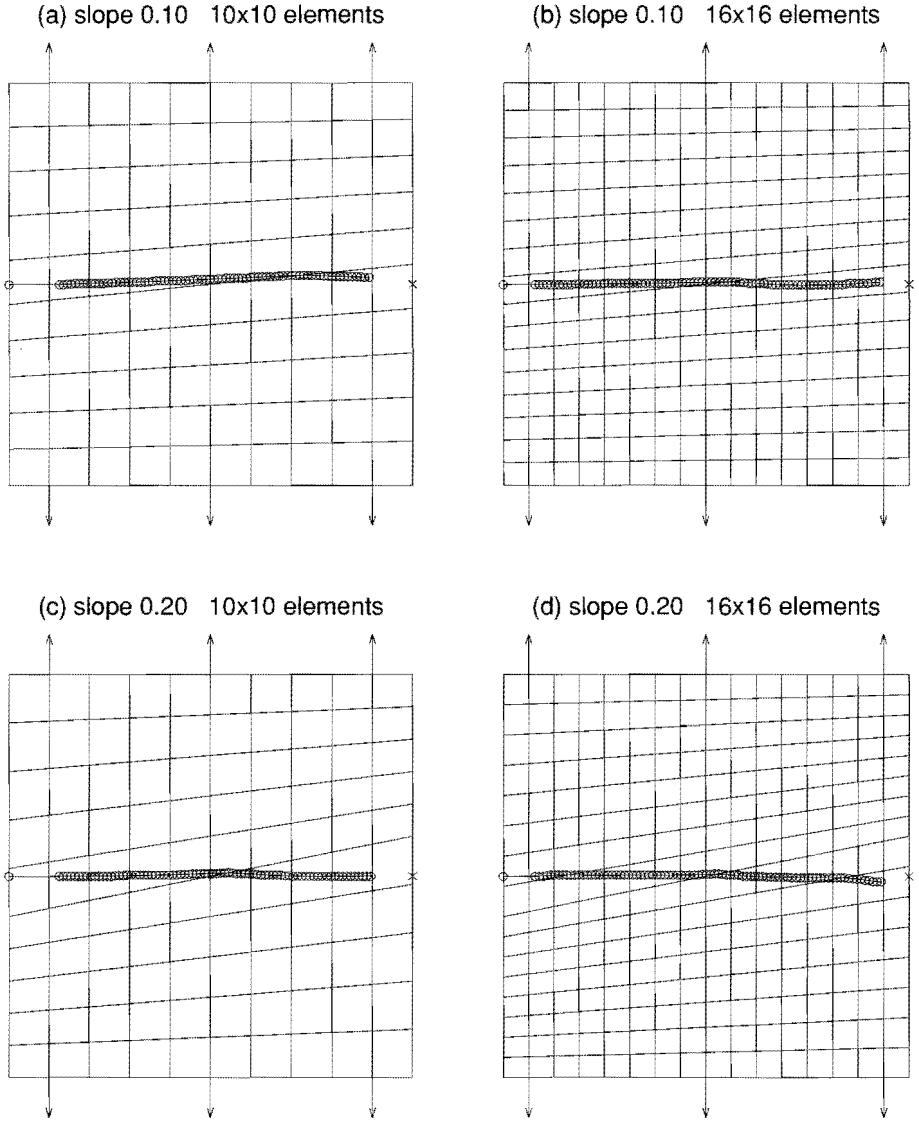 (a) slope 0.10 10x10 elements
(b) slope 0.10 16x16 elements
(c) slope 0.20 10x10 elements
(d) slope 0.20 16x16 elements